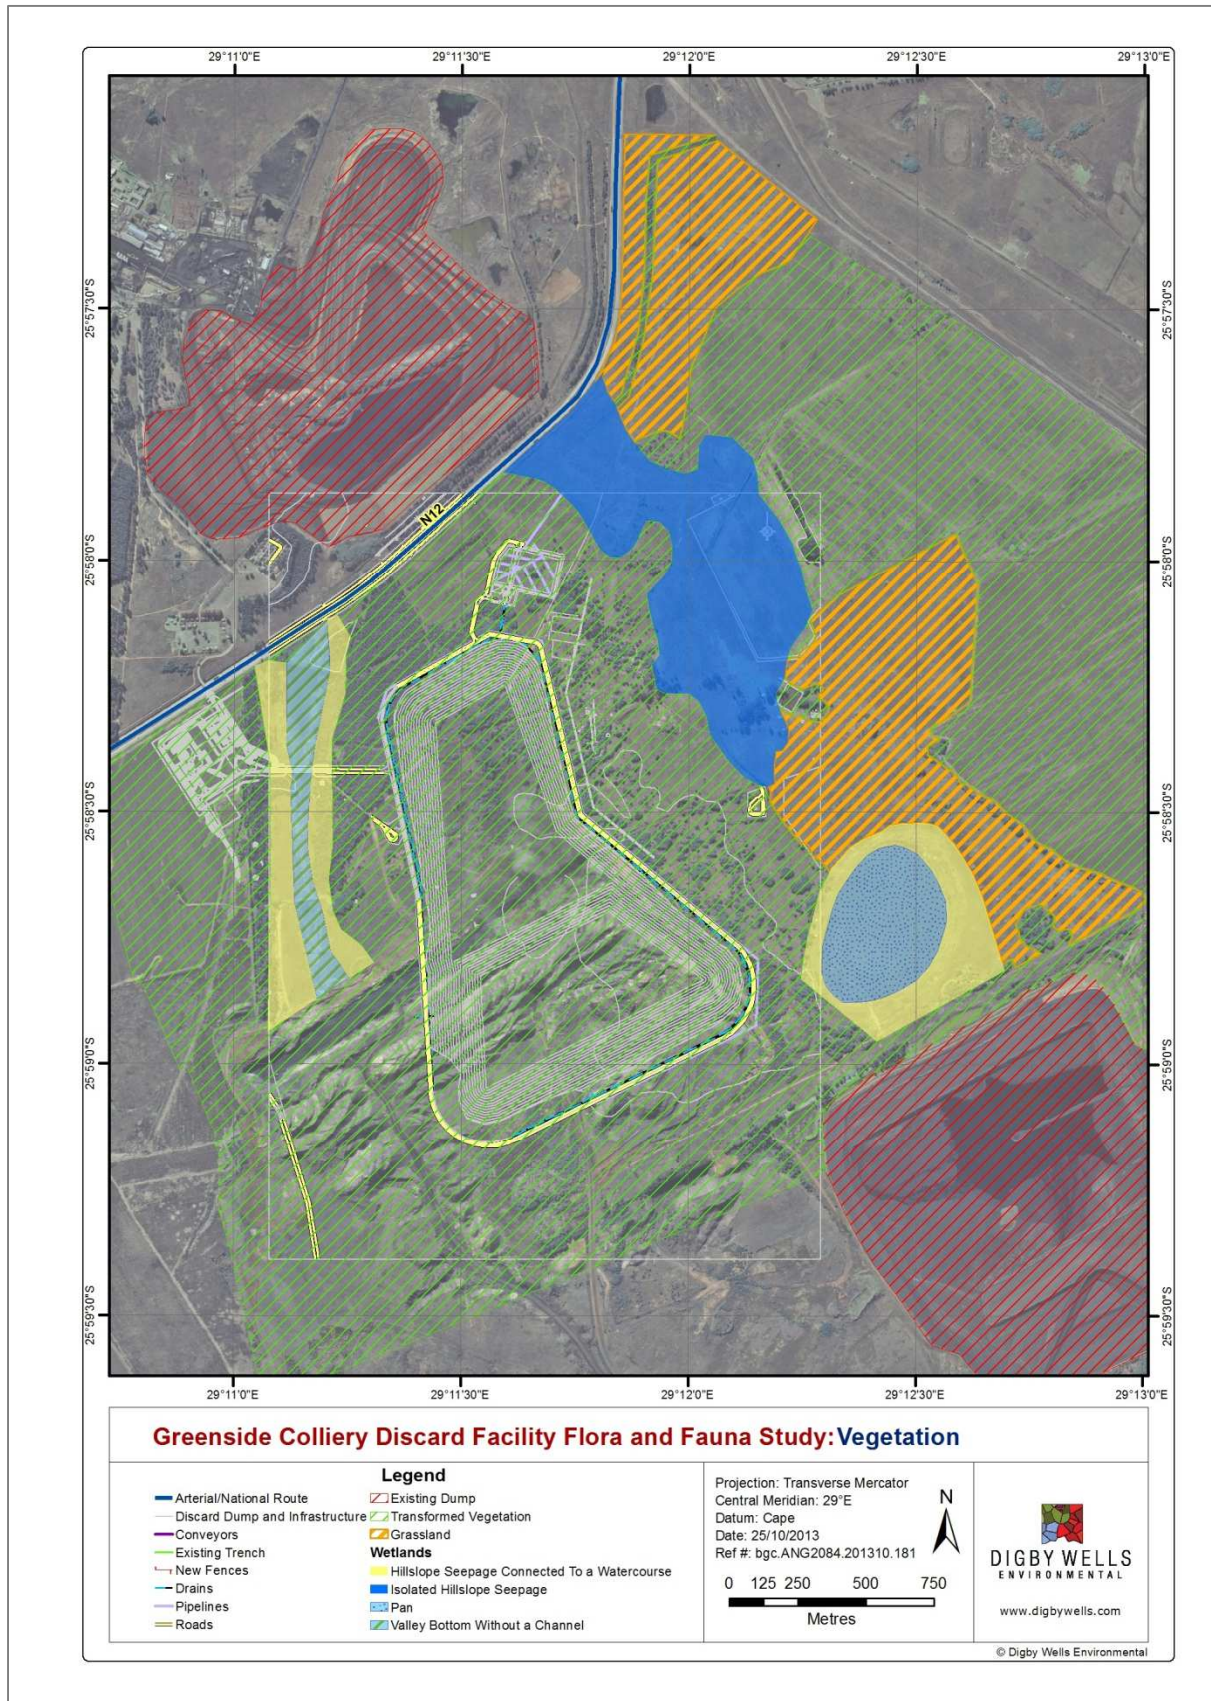 29°11'0"E 29°11'30"E 29°12'0"E 29°12'30"E 29°13'0"E
25°57'30"S 25°57'30"S
N12
25°58'0"S 25°58'0"S
25°58'30"S 25°58'30"S
25°59'0"S 25°59'0"S
25°59'30"S 25°59'30"S
29°11'0"E 29°11'30"E 29°12'0"E 29°12'30"E 29°13'0"E
Greenside Colliery Discard Facility Flora and Fauna Study: Vegetation
Legend
Arterial/National Route
Discard Dump and Infrastructure
Conveyors
Existing Trench
New Fences
Drains
Pipelines
Roads
Existing Dump
Transformed Vegetation
Grassland
Wetlands
Hillslope Seepage Connected To a Watercourse
Isolated Hillslope Seepage
Pan
Valley Bottom Without a Channel
Projection: Transverse Mercator
Central Meridian: 29°E
Datum: Cape
Date: 25/10/2013
Ref #: bgc.ANG2084.201310.181
N
0 125 250 500 750
Metres
DIGBY WELLS
ENVIRONMENTAL
www.digbywells.com
© Digby Wells Environmental